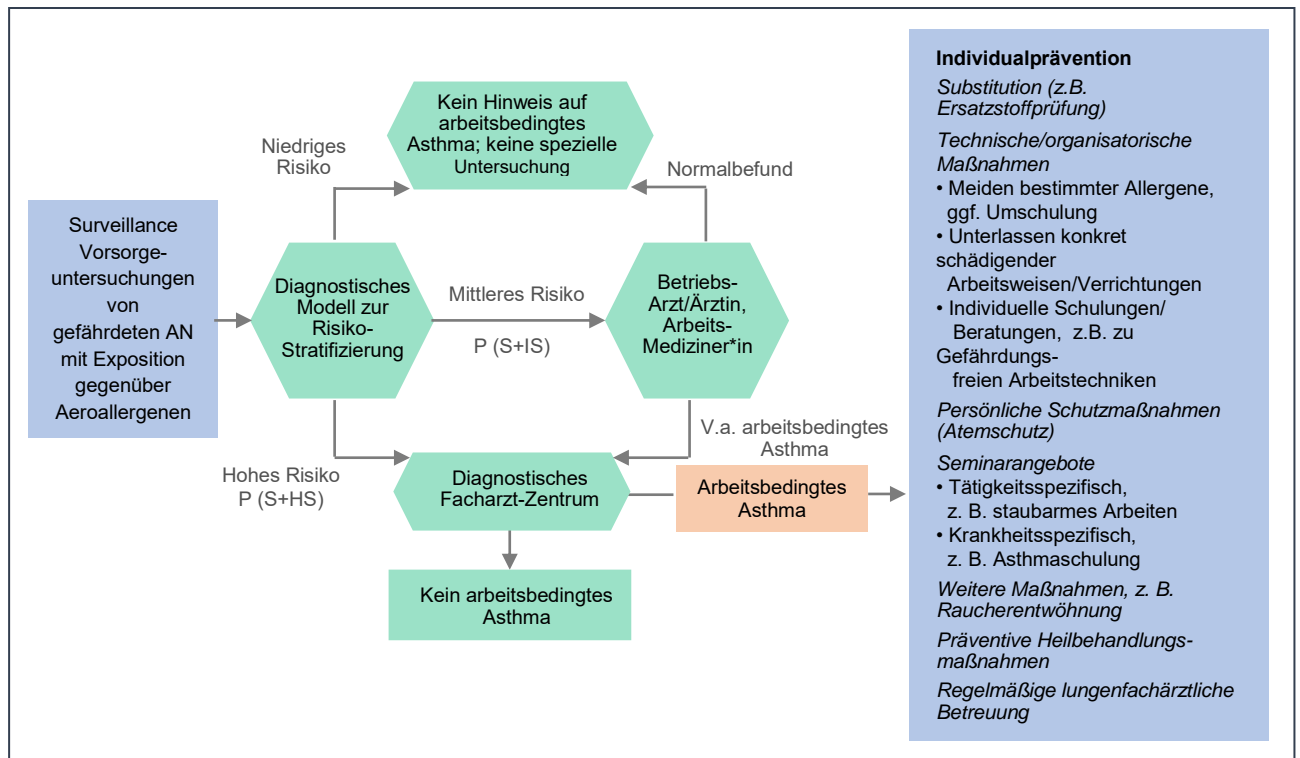 Kein Hinweis auf
arbeitsbedingtes
Asthma; keine spezielle
Untersuchung
Niedriges
Risiko
Normalbefund
Surveillance
Vorsorge-
untersuchungen
von
gefährdeten AN
mit Exposition
gegenüber
Aeroallergenen
Diagnostisches
Modell zur
Risiko-
Stratifizierung
Mittleres Risiko
P (S+IS)
Betriebs-
Arzt/Ärztin,
Arbeits-
Mediziner*in
Hohes Risiko
P (S+HS)
V.a. arbeitsbedingtes
Asthma
Diagnostisches
Facharzt-Zentrum
Arbeitsbedingtes
Asthma
Kein arbeitsbedingtes
Asthma
Individualprävention
Substitution (z.B.
Ersatzstoffprüfung)
Technische/organisatorische
Maßnahmen
• Meiden bestimmter Allergene,
ggf. Umschulung
• Unterlassen konkret
schädigender
Arbeitsweisen/Verrichtungen
• Individuelle Schulungen/
Beratungen, z.B. zu
Gefährdungs-
freien Arbeitstechniken
Persönliche Schutzmaßnahmen
(Atemschutz)
Seminarangebote
• Tätigkeitsspezifisch,
z. B. staubarmes Arbeiten
• Krankheitsspezifisch,
z. B. Asthmaschulung
Weitere Maßnahmen, z. B.
Raucherentwöhnung
Präventive Heilbehandlungs-
maßnahmen
Regelmäßige lungenfachärztliche
Betreuung